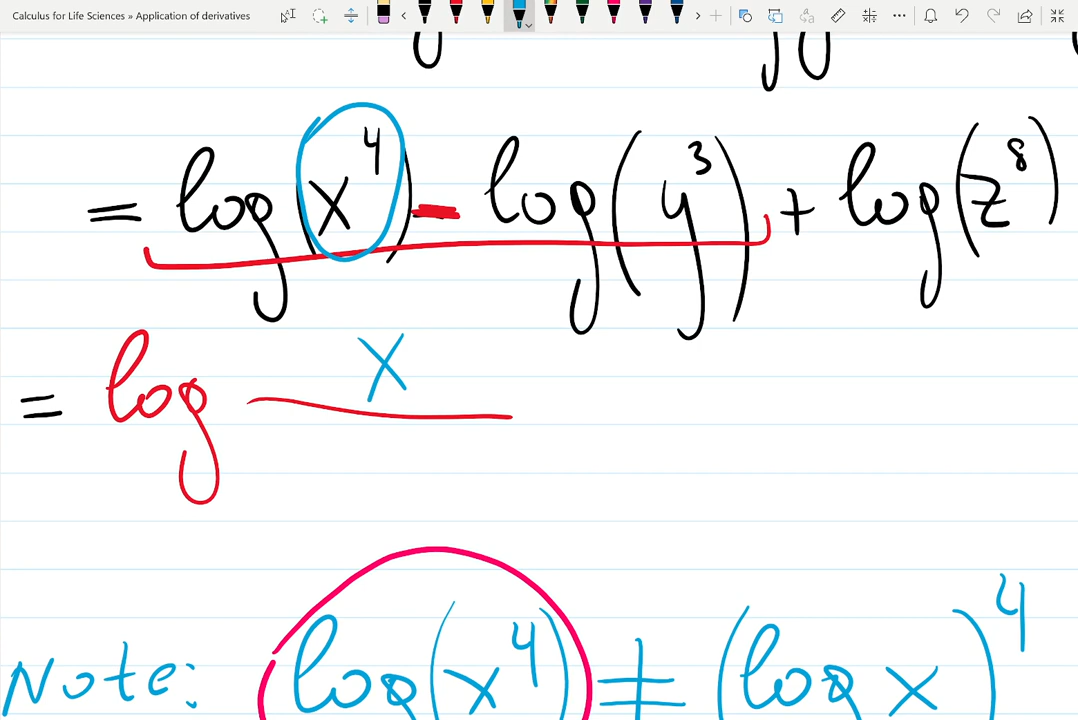 Calculus for Life Sciences » Application of derivatives
= log(x⁴) - log(y³) + log(z⁸)
= log x
Note: log(x⁴) ≠ (log x)⁴